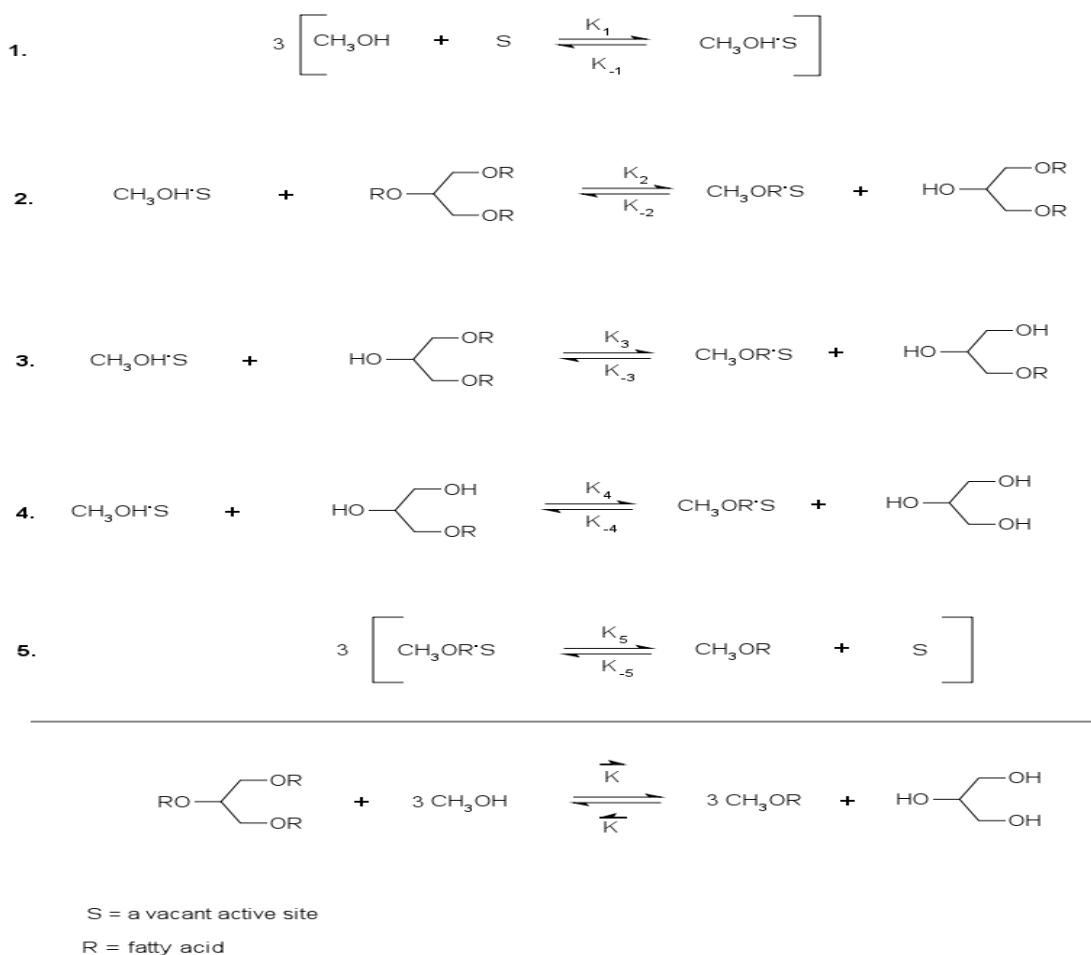 1. 3 [ CH₃OH + S K₁ K₋₁ CH₃OH·S ]
2. CH₃OH·S + RO OR OR K₂ K₋₂ CH₃OR·S + HO OR OR
3. CH₃OH·S + HO OR OR K₃ K₋₃ CH₃OR·S + HO OH OR
4. CH₃OH·S + HO OH OR K₄ K₋₄ CH₃OR·S + HO OH OH
5. 3 [ CH₃OR·S K₅ K₋₅ CH₃OR + S ]
RO OR OR + 3 CH₃OH K K 3 CH₃OR + HO OH OH
S = a vacant active site
R = fatty acid